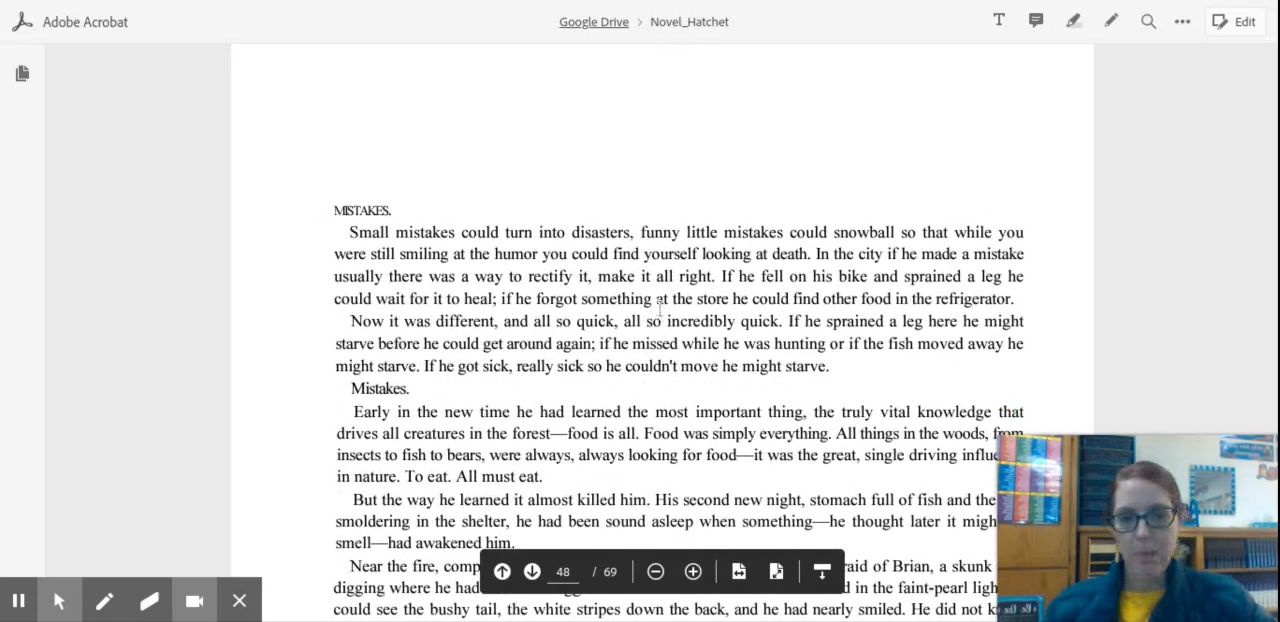 Adobe Acrobat
Google Drive > Novel_Hatchet
T
Edit
MISTAKES.
Small mistakes could turn into disasters, funny little mistakes could snowball so that while you
were still smiling at the humor you could find yourself looking at death. In the city if he made a mistake
usually there was a way to rectify it, make it all right. If he fell on his bike and sprained a leg he
could wait for it to heal; if he forgot something at the store he could find other food in the refrigerator.
Now it was different, and all so quick, all so incredibly quick. If he sprained a leg here he might
starve before he could get around again; if he missed while he was hunting or if the fish moved away he
might starve. If he got sick, really sick so he couldn't move he might starve.
Mistakes.
Early in the new time he had learned the most important thing, the truly vital knowledge that
drives all creatures in the forest—food is all. Food was simply everything. All things in the woods, from
insects to fish to bears, were always, always looking for food—it was the great, single driving influe
in nature. To eat. All must eat.
But the way he learned it almost killed him. His second new night, stomach full of fish and the
smoldering in the shelter, he had been sound asleep when something—he thought later it migh
smell—had awakened him.
Near the fire, comp raid of Brian, a skunk
digging where he had d in the faint-pearl ligh
could see the bushy tail, the white stripes down the back, and he had nearly smiled. He did not k
48 / 69